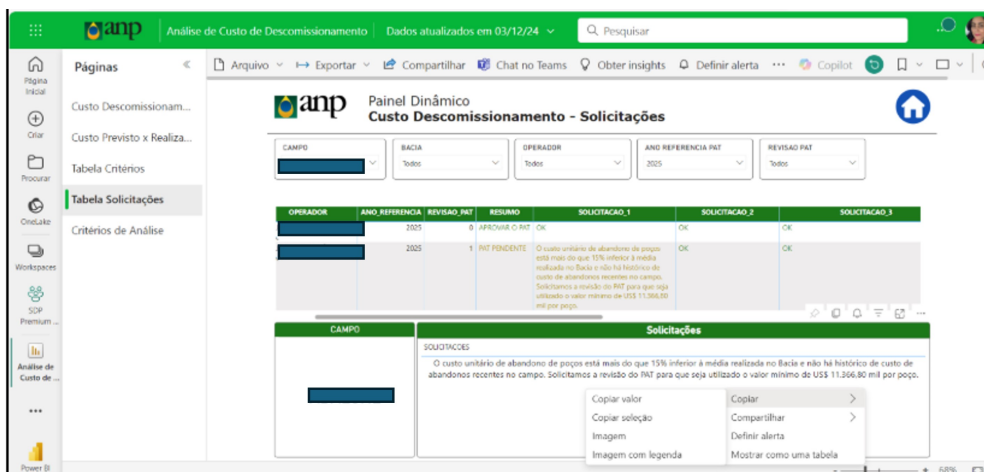 anp
Análise de Custo de Descomissionamento
Dados atualizados em 03/12/24
Pesquisar
Página Inicial
Criar
Procurar
OneLake
Workspaces
SDP Premium ...
Análise de Custo de ...
Power BI
Páginas
Custo Descomissionam...
Custo Previsto x Realiza...
Tabela Critérios
Tabela Solicitações
Critérios de Análise
Arquivo
Exportar
Compartilhar
Chat no Teams
Obter insights
Definir alerta
Copilot
anp
Painel Dinâmico
Custo Descomissionamento - Solicitações
CAMPO
BACIA
Todos
OPERADOR
Todos
ANO REFERENCIA PAT
2025
REVISAO PAT
Todos
OPERADOR ANO_REFERENCIA REVISAO_PAT RESUMO SOLICITACAO_1 SOLICITACAO_2 SOLICITACAO_3
2025 0 APROVAR O PAT OK OK OK
2025 1 PAT PENDENTE O custo unitário de abandono de poços OK OK
está mais do que 15% inferior à média
realizada na Bacia e não há histórico de
custo de abandonos recentes no campo.
Solicitamos a revisão do PAT para que seja
utilizado o valor mínimo de US$ 11.366.80
mil por poço.
CAMPO
Solicitações
SOLICITACOES
O custo unitário de abandono de poços está mais do que 15% inferior à média realizada na Bacia e não há histórico de custo de
abandonos recentes no campo. Solicitamos a revisão do PAT para que seja utilizado o valor mínimo de US$ 11.366.80 mil por poço.
Copiar valor
Copiar seleção
Imagem
Imagem com legenda
Copiar
Compartilhar
Definir alerta
Mostrar como uma tabela
68%